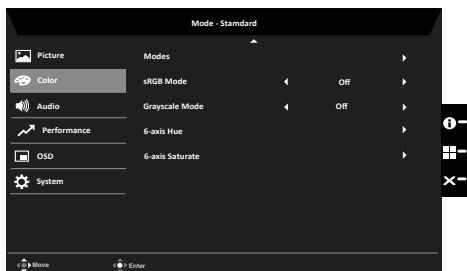 Mode - Stamdard
Picture
Modes
Color
sRGB Mode Off
Audio
Grayscale Mode Off
Performance
6-axis Hue
OSD
6-axis Saturate
System
Move Enter